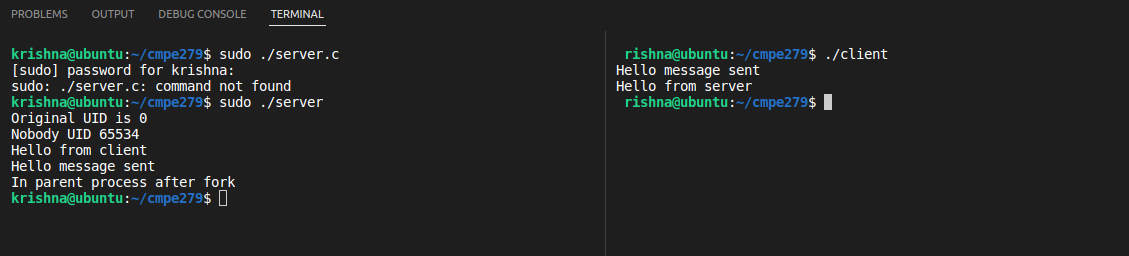 PROBLEMS OUTPUT DEBUG CONSOLE TERMINAL
krishna@ubuntu:~/cmpe279$ sudo ./server.c
[sudo] password for krishna:
sudo: ./server.c: command not found
krishna@ubuntu:~/cmpe279$ sudo ./server
Original UID is 0
Nobody UID 65534
Hello from client
Hello message sent
In parent process after fork
krishna@ubuntu:~/cmpe279$
rishna@ubuntu:~/cmpe279$ ./client
Hello message sent
Hello from server
rishna@ubuntu:~/cmpe279$